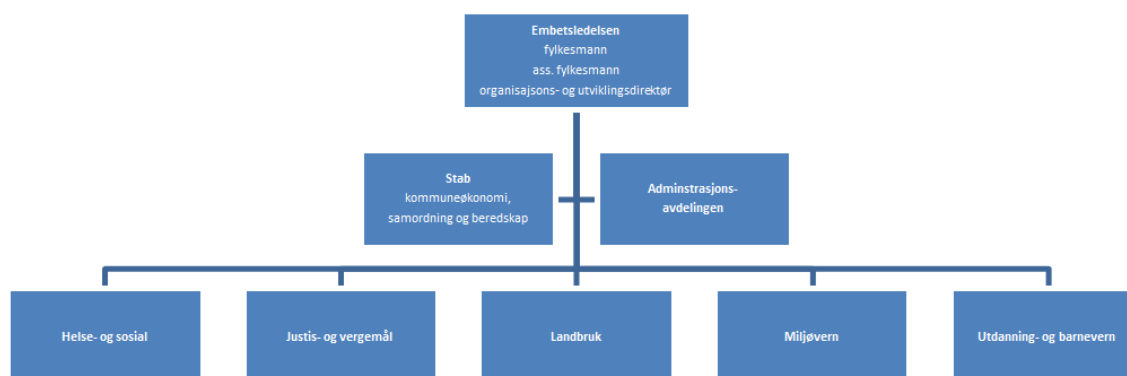 Embetsledelsen
fylkesmann
ass. fylkesmann
organisajsons- og utviklingsdirektør
Stab
kommuneøkonomi,
samordning og beredskap
Adminstrasjons-
avdelingen
Helse- og sosial
Justis- og vergemål
Landbruk
Miljøvern
Utdanning- og barnevern